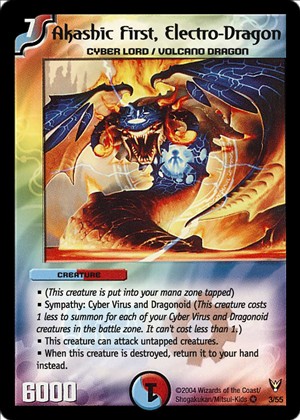 7
Akashic First, Electro-Dragon
CYBER LORD / VOLCANO DRAGON
CREATURE
▪ (This creature is put into your mana zone tapped)
▪ Sympathy: Cyber Virus and Dragonoid (This creature costs
1 less to summon for each of your Cyber Virus and Dragonoid
creatures in the battle zone. It can't cost less than 1.)
▪ This creature can attack untapped creatures.
▪ When this creature is destroyed, return it to your hand
instead.
6000
1
©2004 Wizards of the Coast/
Shogakukan/Mitsui-Kids
3/55